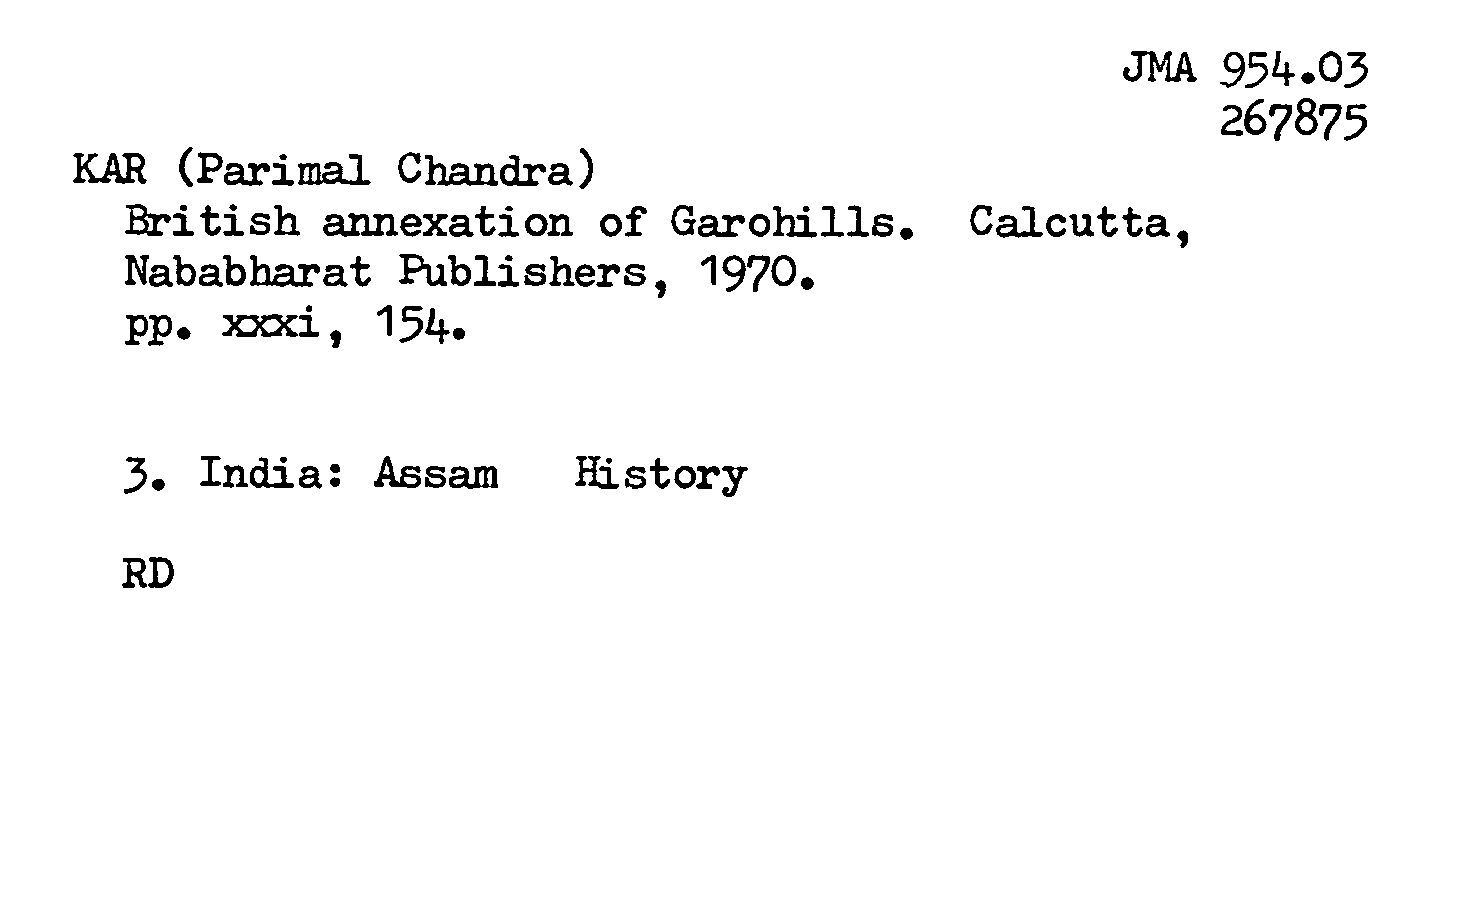 JMA 954.03
267875
KAR (Parimal Chandra)
British annexation of Garohills. Calcutta,
Nababharat Publishers, 1970.
pp. xxxi, 154.
3. India: Assam History
RD